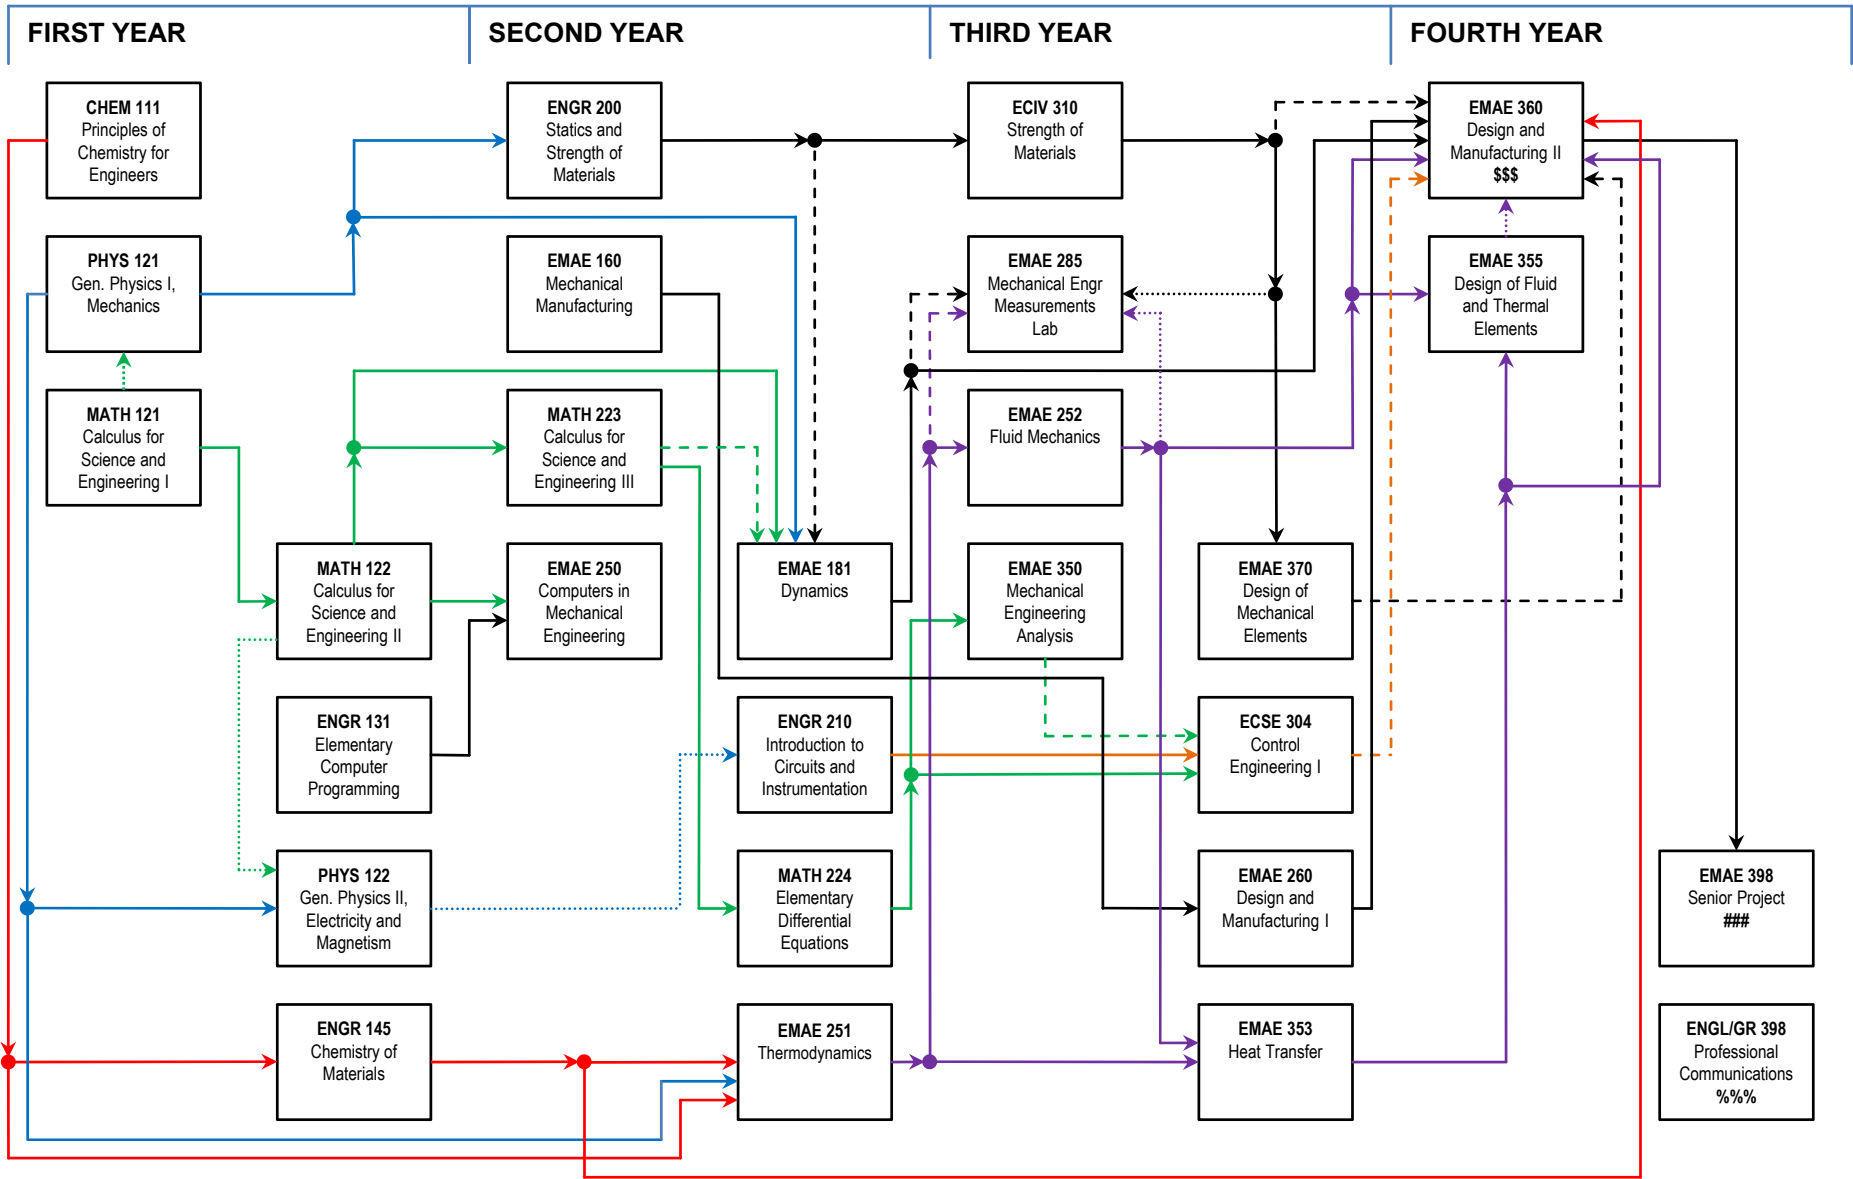 FIRST YEAR
SECOND YEAR
THIRD YEAR
FOURTH YEAR
CHEM 111
Principles of
Chemistry for
Engineers
PHYS 121
Gen. Physics I,
Mechanics
MATH 121
Calculus for
Science and
Engineering I
MATH 122
Calculus for
Science and
Engineering II
ENGR 131
Elementary
Computer
Programming
PHYS 122
Gen. Physics II,
Electricity and
Magnetism
ENGR 145
Chemistry of
Materials
ENGR 200
Statics and
Strength of
Materials
EMAE 160
Mechanical
Manufacturing
MATH 223
Calculus for
Science and
Engineering III
EMAE 250
Computers in
Mechanical
Engineering
EMAE 181
Dynamics
ENGR 210
Introduction to
Circuits and
Instrumentation
MATH 224
Elementary
Differential
Equations
EMAE 251
Thermodynamics
ECIV 310
Strength of
Materials
EMAE 285
Mechanical Engr
Measurements
Lab
EMAE 252
Fluid Mechanics
EMAE 350
Mechanical
Engineering
Analysis
EMAE 370
Design of
Mechanical
Elements
ECSE 304
Control
Engineering I
EMAE 260
Design and
Manufacturing I
EMAE 353
Heat Transfer
EMAE 360
Design and
Manufacturing II
$$$
EMAE 355
Design of Fluid
and Thermal
Elements
EMAE 398
Senior Project
###
ENGL/GR 398
Professional
Communications
%%%